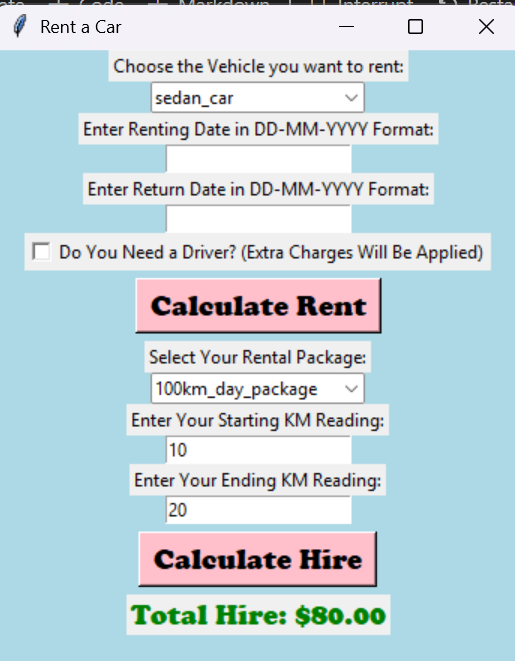 Rent a Car
Choose the Vehicle you want to rent:
sedan_car
Enter Renting Date in DD-MM-YYYY Format:
Enter Return Date in DD-MM-YYYY Format:
Do You Need a Driver? (Extra Charges Will Be Applied)
Calculate Rent
Select Your Rental Package:
100km_day_package
Enter Your Starting KM Reading:
10
Enter Your Ending KM Reading:
20
Calculate Hire
Total Hire: $80.00